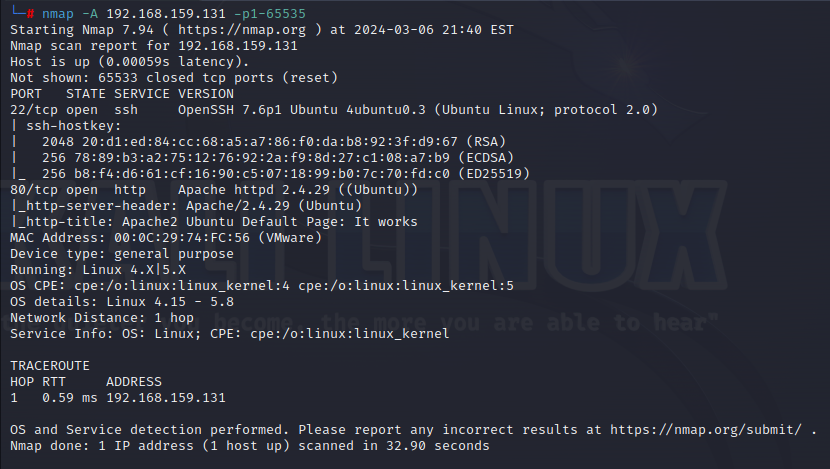 └─# nmap -A 192.168.159.131 -p1-65535
Starting Nmap 7.94 ( https://nmap.org ) at 2024-03-06 21:40 EST
Nmap scan report for 192.168.159.131
Host is up (0.00059s latency).
Not shown: 65533 closed tcp ports (reset)
PORT   STATE SERVICE VERSION
22/tcp open  ssh     OpenSSH 7.6p1 Ubuntu 4ubuntu0.3 (Ubuntu Linux; protocol 2.0)
| ssh-hostkey:
|   2048 20:d1:ed:84:cc:68:a5:a7:86:f0:da:b8:92:3f:d9:67 (RSA)
|   256 78:89:b3:a2:75:12:76:92:2a:f9:8d:27:c1:08:a7:b9 (ECDSA)
|_  256 b8:f4:d6:61:cf:16:90:c5:07:18:99:b0:7c:70:fd:c0 (ED25519)
80/tcp open  http    Apache httpd 2.4.29 ((Ubuntu))
|_http-server-header: Apache/2.4.29 (Ubuntu)
|_http-title: Apache2 Ubuntu Default Page: It works
MAC Address: 00:0C:29:74:FC:56 (VMware)
Device type: general purpose
Running: Linux 4.X|5.X
OS CPE: cpe:/o:linux:linux_kernel:4 cpe:/o:linux:linux_kernel:5
OS details: Linux 4.15 - 5.8
Network Distance: 1 hop
Service Info: OS: Linux; CPE: cpe:/o:linux:linux_kernel
LINUX
become, the more you are able to hear"
TRACEROUTE
HOP RTT     ADDRESS
1   0.59 ms 192.168.159.131
OS and Service detection performed. Please report any incorrect results at https://nmap.org/submit/ .
Nmap done: 1 IP address (1 host up) scanned in 32.90 seconds